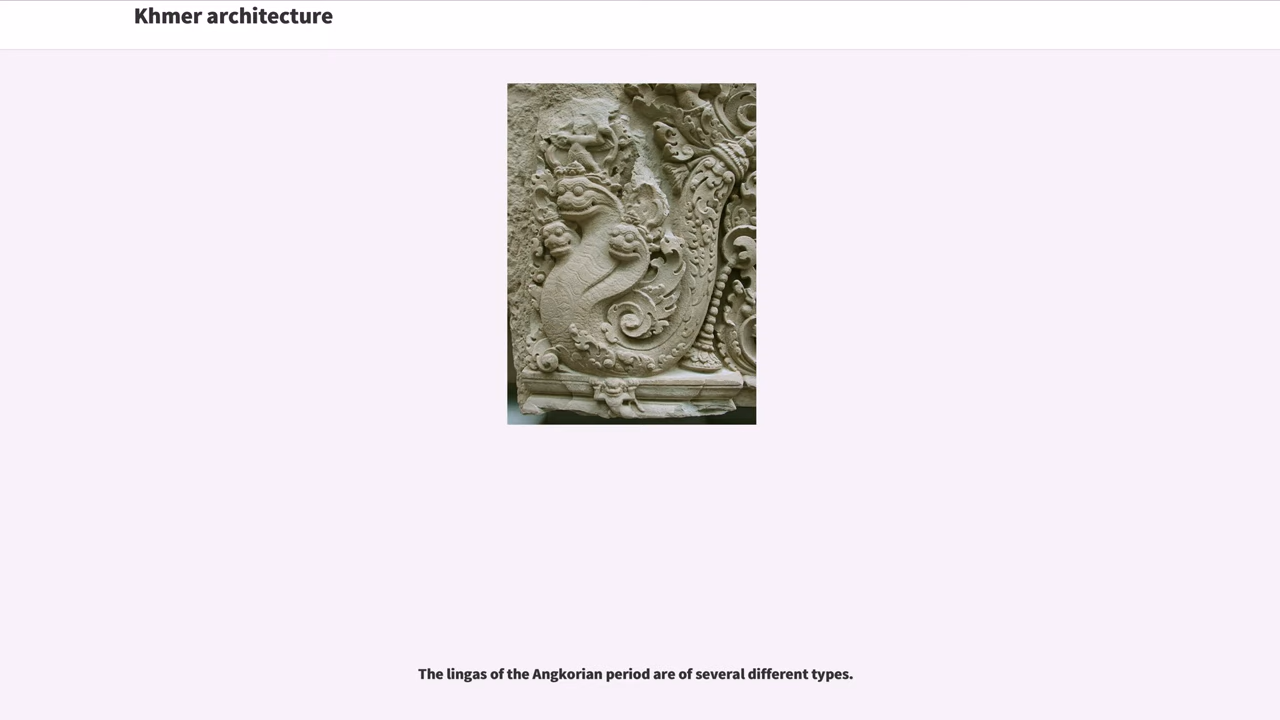 Khmer architecture
The lingas of the Angkorian period are of several different types.